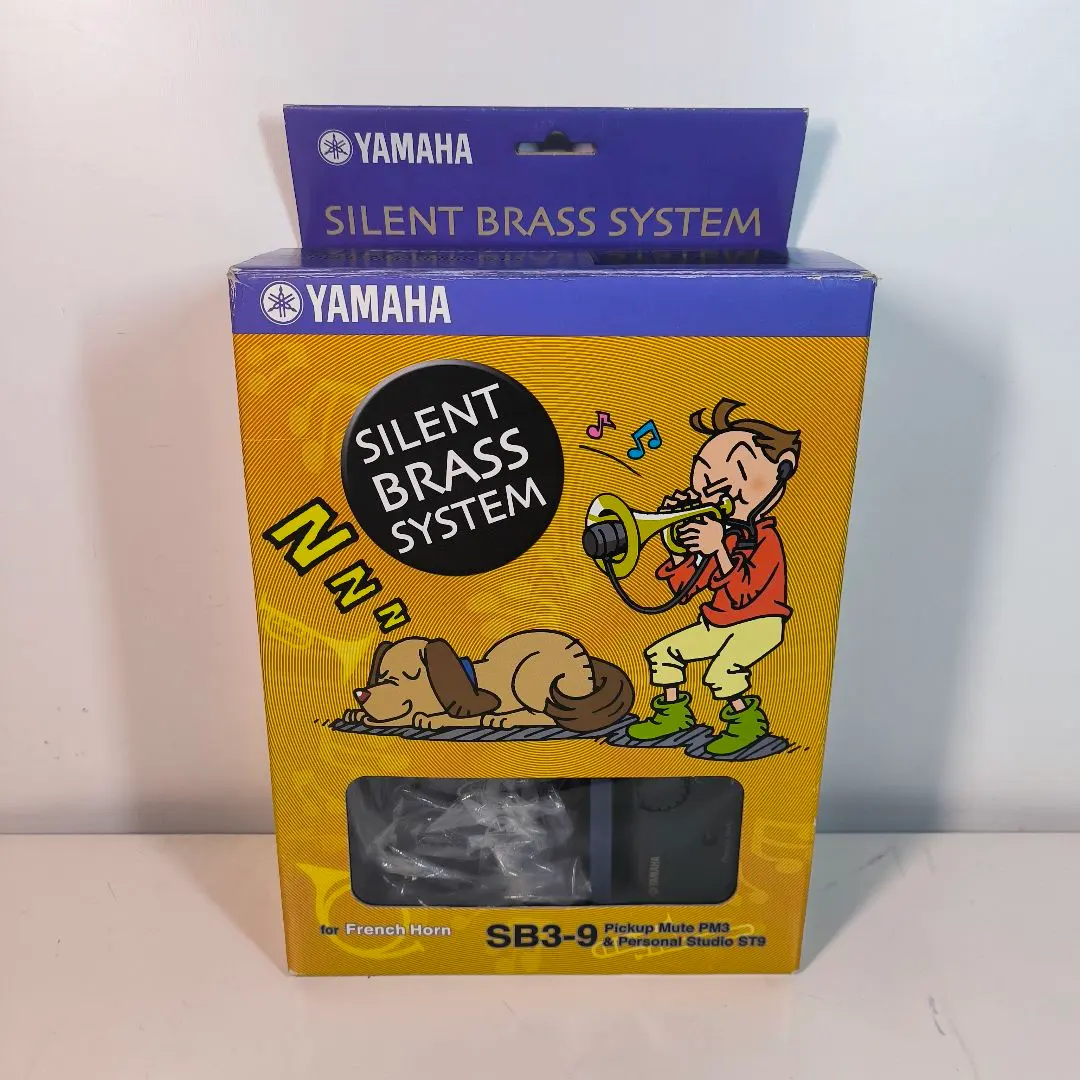 YAMAHA
SILENT BRASS SYSTEM
YAMAHA
SILENT
BRASS
SYSTEM
N
N
N
YAMAHA
for French Horn
SB3-9
Pickup Mute PM3
& Personal Studio ST9